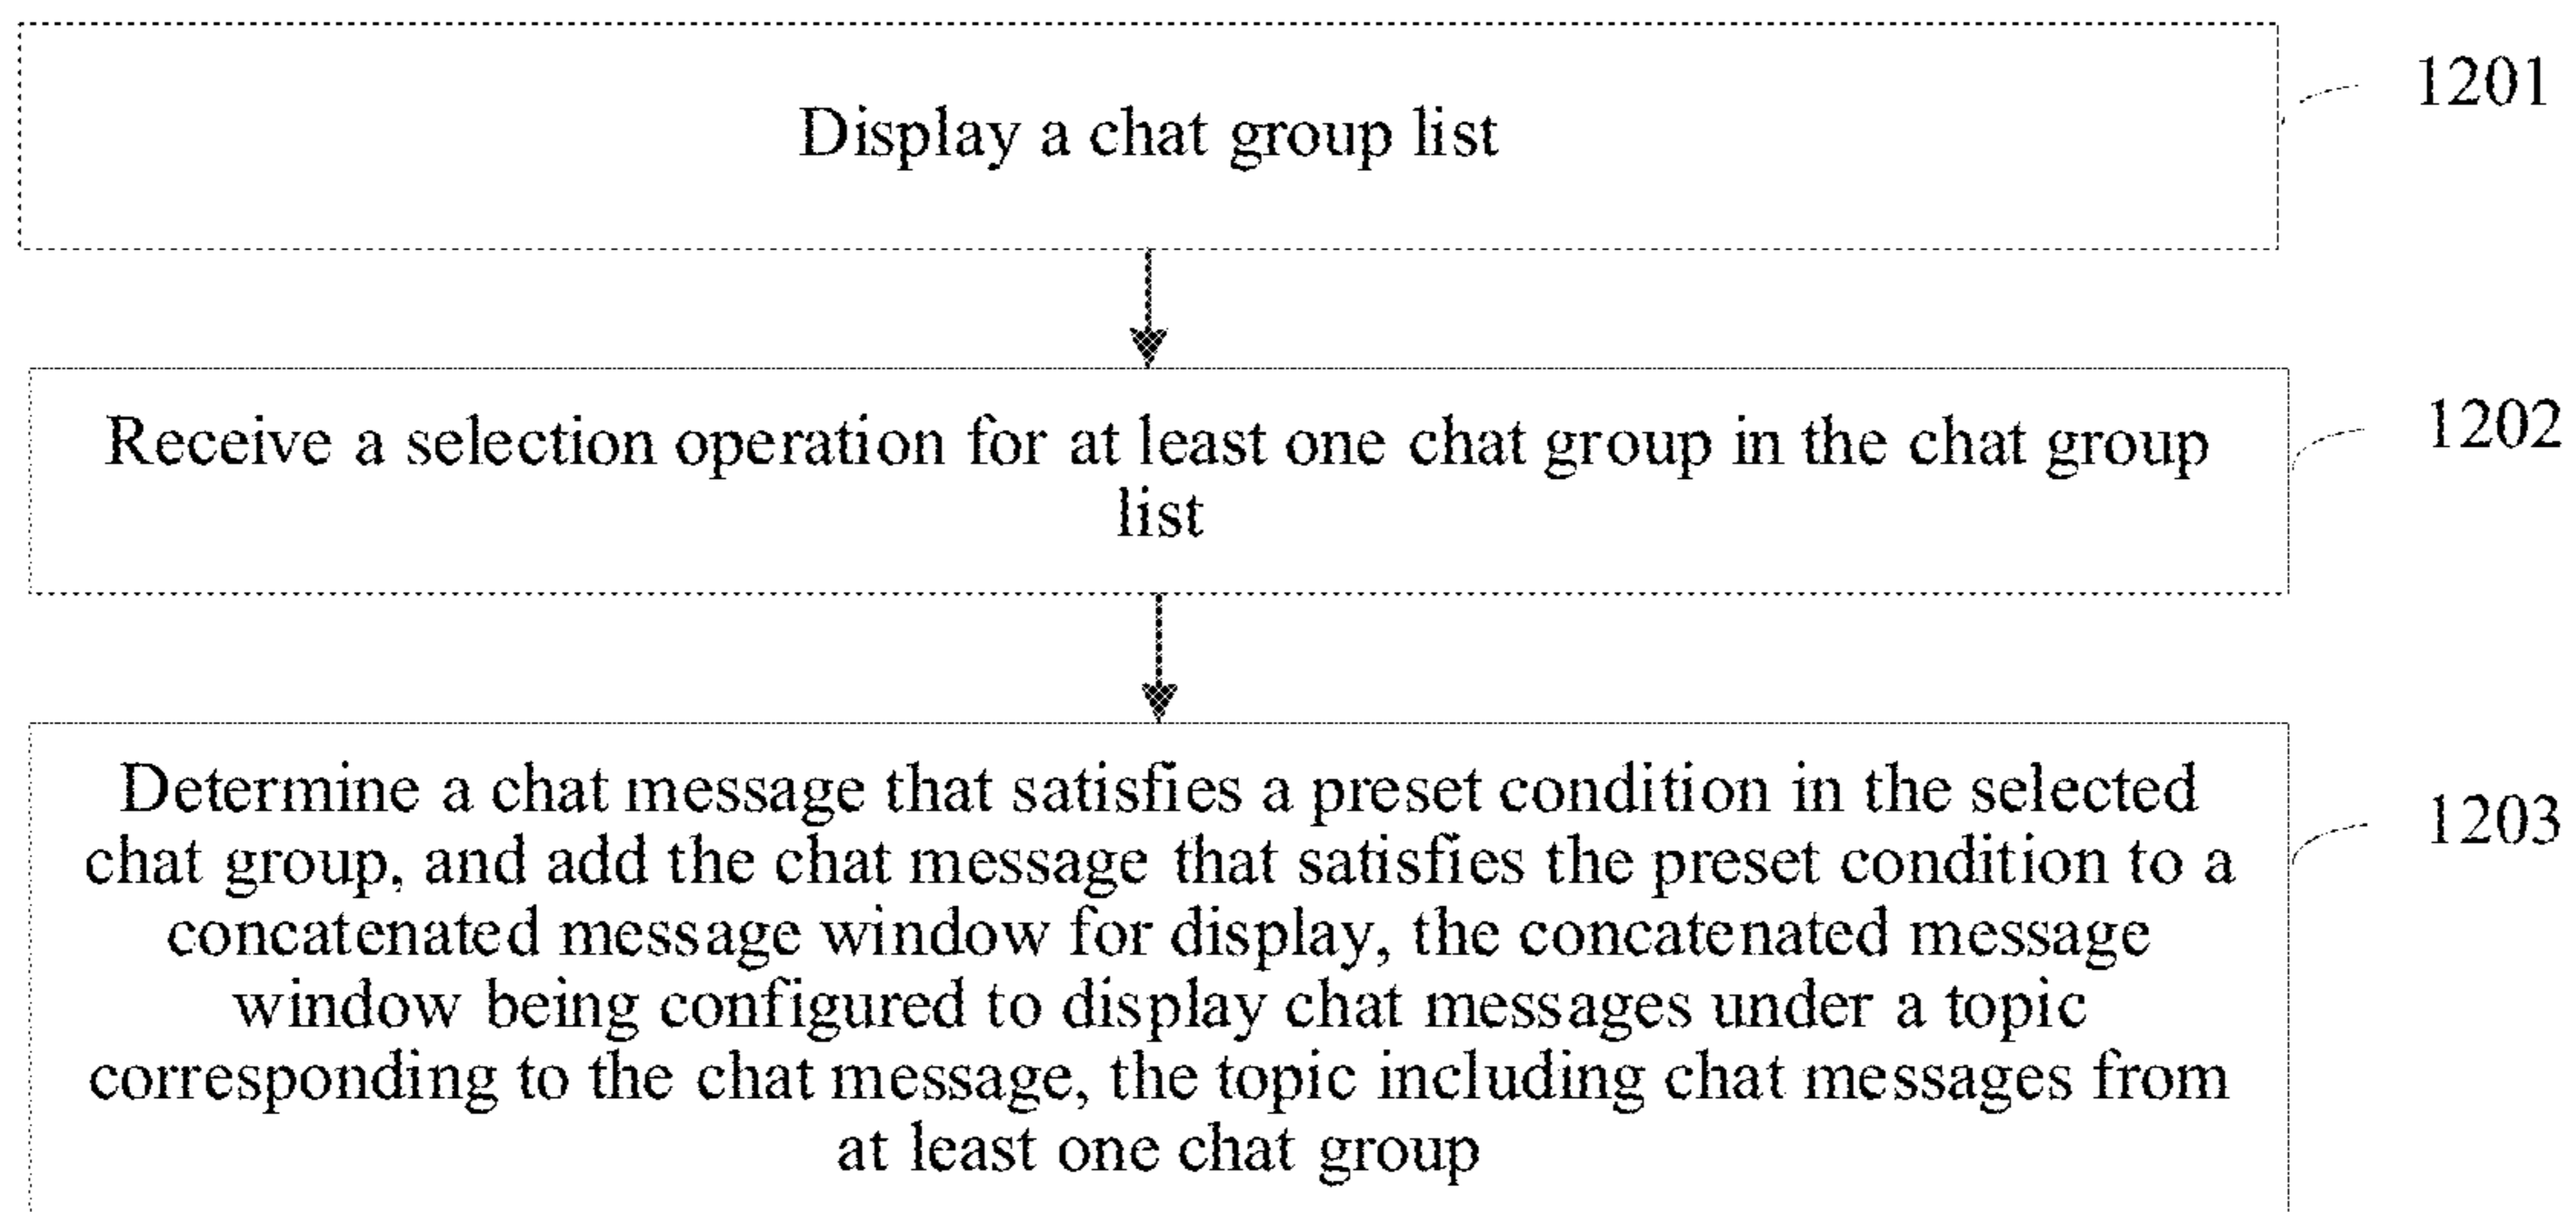 Display a chat group list
1201
Receive a selection operation for at least one chat group in the chat group
list
1202
Determine a chat message that satisfies a preset condition in the selected
chat group, and add the chat message that satisfies the preset condition to a
concatenated message window for display, the concatenated message
window being configured to display chat messages under a topic
corresponding to the chat message, the topic including chat messages from
at least one chat group
1203